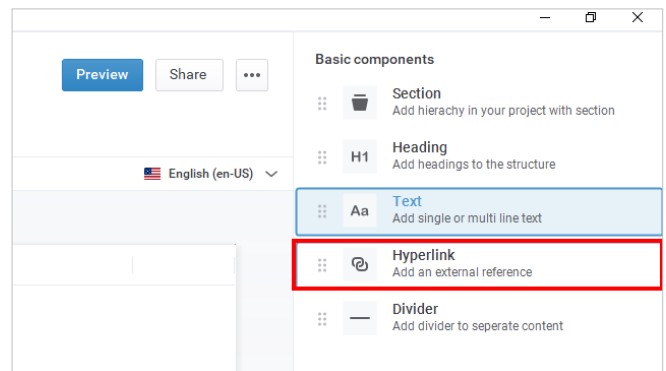 Preview Share •••
English (en-US)
Basic components
Section
Add hierachy in your project with section
H1
Heading
Add headings to the structure
Aa
Text
Add single or multi line text
Hyperlink
Add an external reference
Divider
Add divider to seperate content